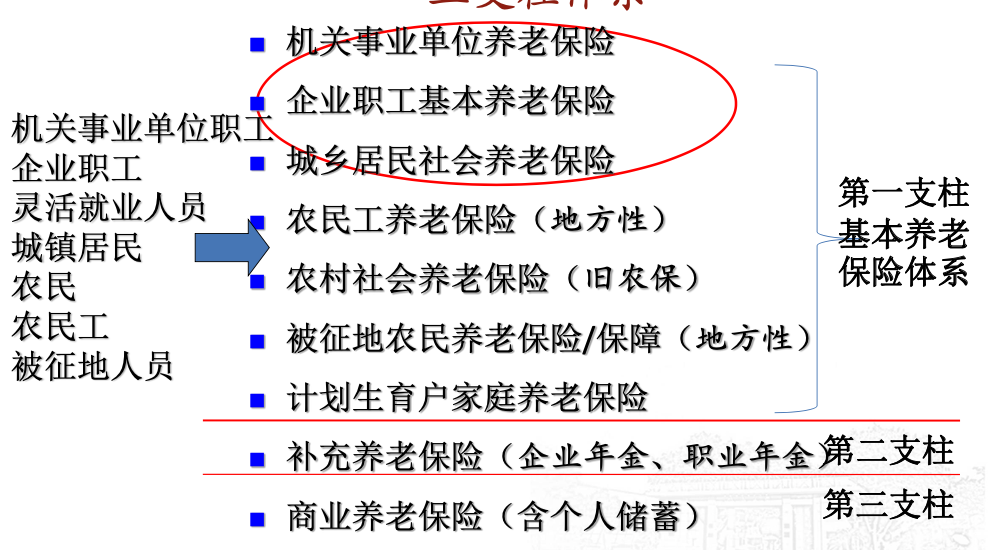 机关事业单位职工
企业职工
灵活就业人员
城镇居民
农民
农民工
被征地人员
机关事业单位养老保险
企业职工基本养老保险
城乡居民社会养老保险
农民工养老保险（地方性）
农村社会养老保险（旧农保）
被征地农民养老保险/保障（地方性）
计划生育户家庭养老保险
补充养老保险（企业年金、职业年金）
商业养老保险（含个人储蓄）
第一支柱
基本养老
保险体系
第二支柱
第三支柱